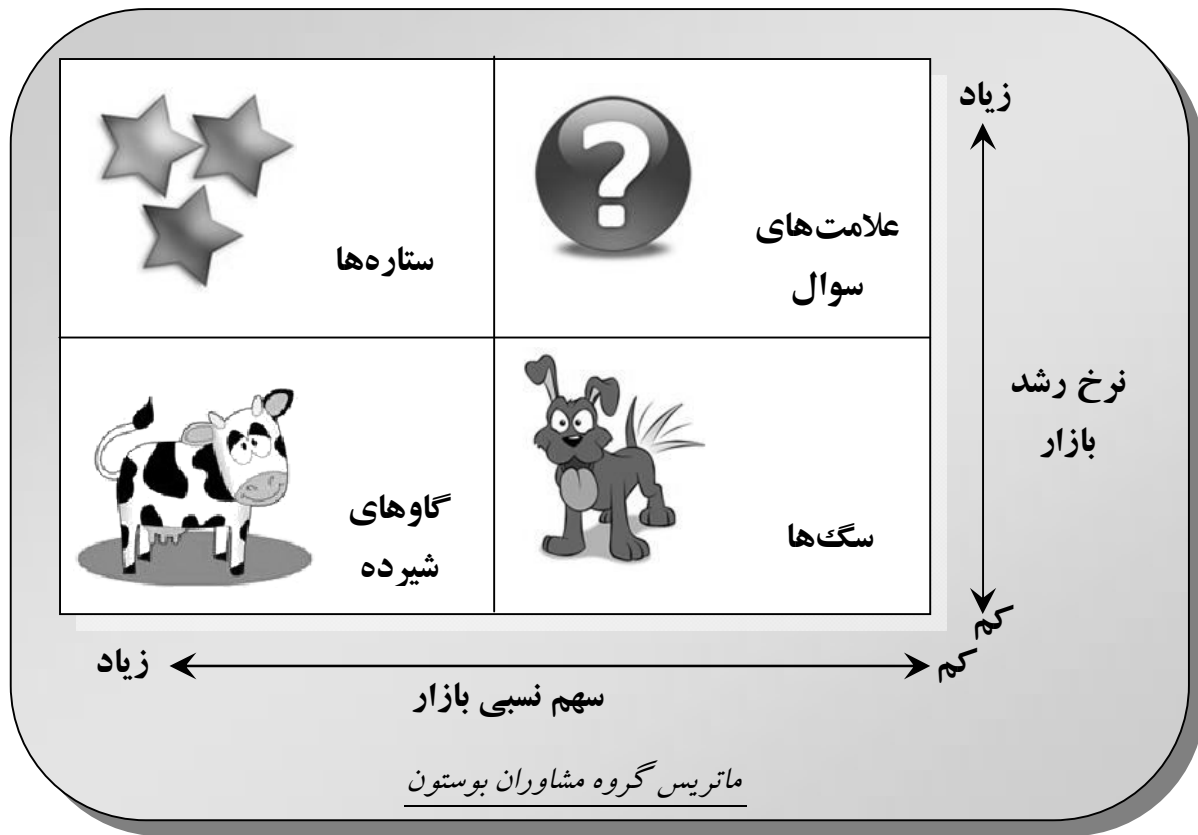 زیاد
علامت‌های
سوال
ستاره‌ها
نرخ رشد
بازار
گاوهای
شیرده
سگ‌ها
کم
زیاد
کم
سهم نسبی بازار
ماتریس گروه مشاوران بوستون